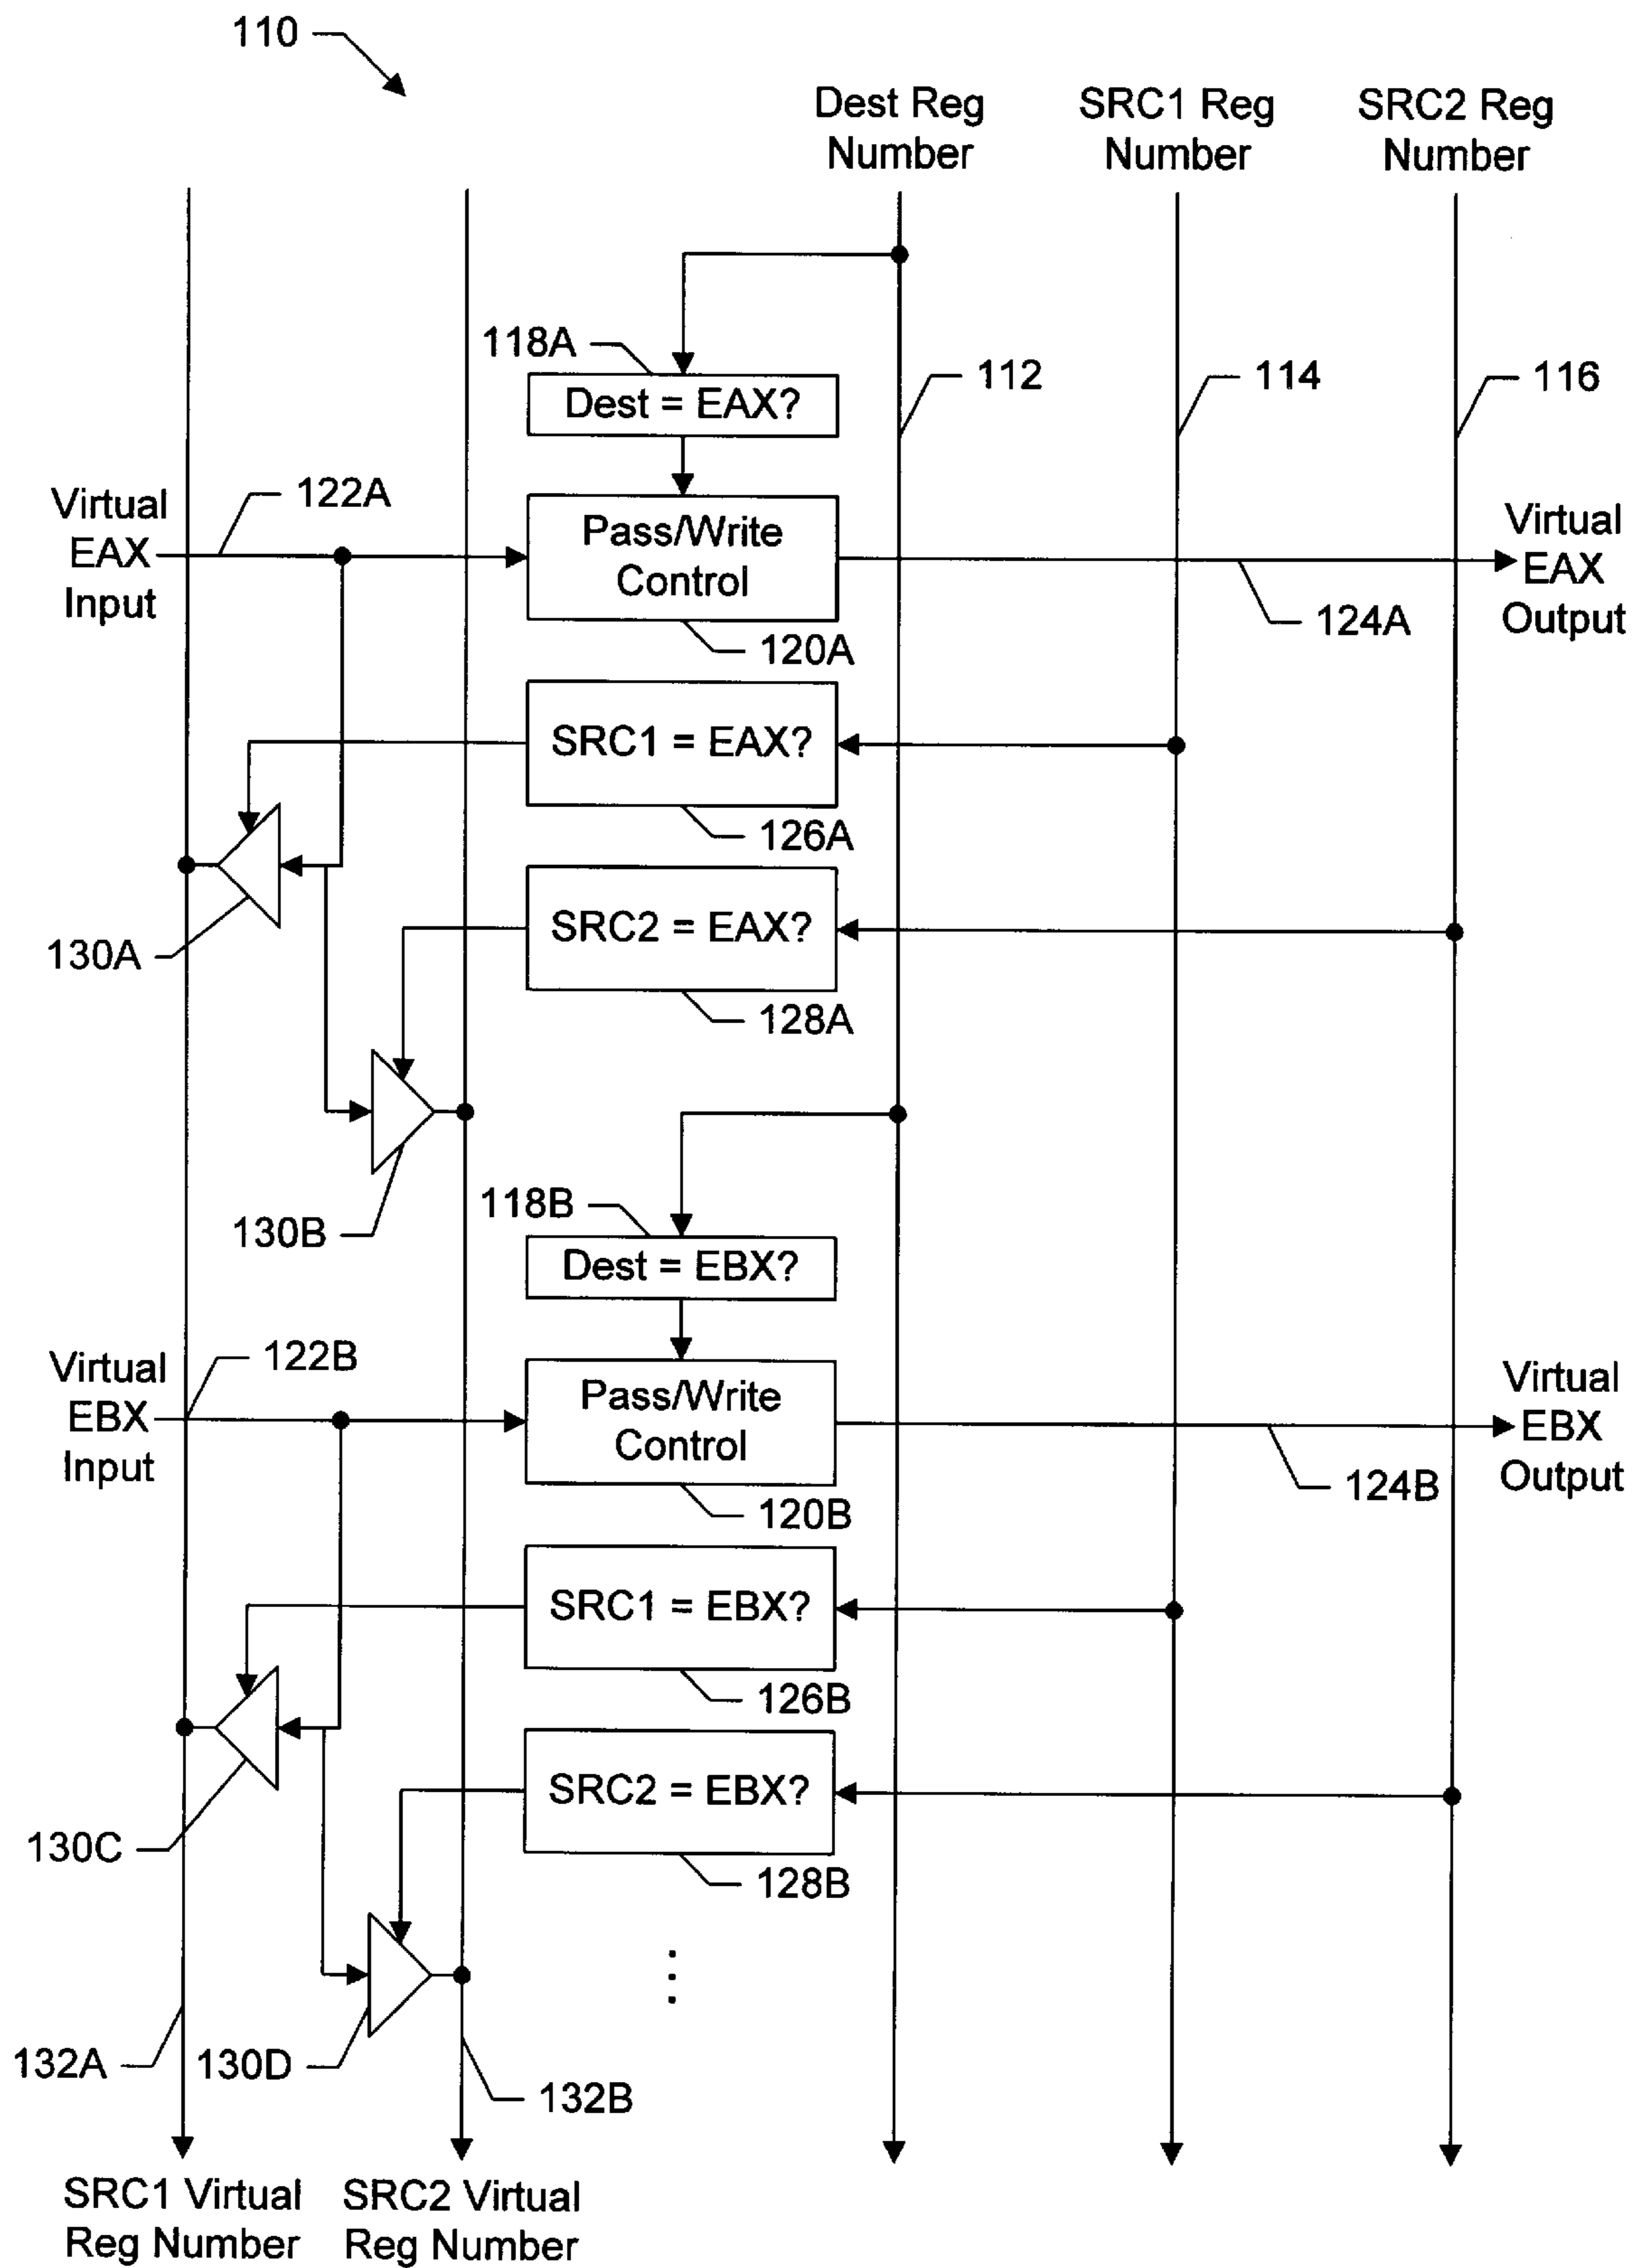 110
Dest Reg
Number
SRC1 Reg
Number
SRC2 Reg
Number
118A
Dest = EAX?
112
114
116
Virtual
EAX
Input
122A
Pass/Write
Control
120A
124A
Virtual
EAX
Output
SRC1 = EAX?
126A
130A
SRC2 = EAX?
128A
130B
118B
Dest = EBX?
Virtual
EBX
Input
122B
Pass/Write
Control
120B
124B
Virtual
EBX
Output
SRC1 = EBX?
126B
130C
SRC2 = EBX?
128B
132A
130D
132B
SRC1 Virtual
Reg Number
SRC2 Virtual
Reg Number